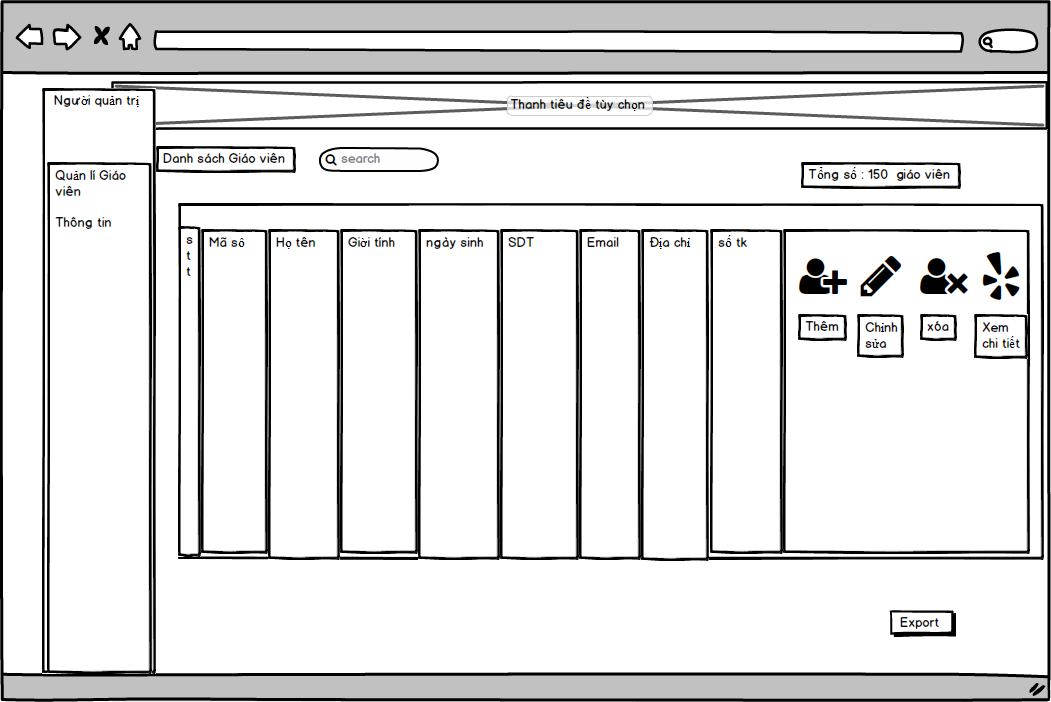 Thanh tiêu đề tùy chọn
Người quản trị
Quản lí Giáo
viên
Thông tin
Danh sách Giáo viên
search
Tổng số : 150 giáo viên
s
t
t
Mã số
Họ tên
Giời tính
ngày sinh
SDT
Email
Địa chỉ
số tk
Thêm
Chỉnh
sửa
xóa
Xem
chi tiết
Export